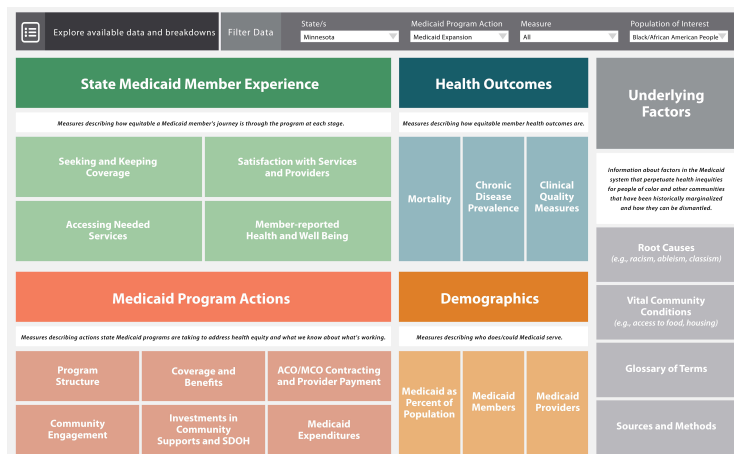 Explore available data and breakdowns
Filter Data
State/s
Minnesota
Medicaid Program Action
Medicaid Expansion
Measure
All
Population of Interest
Black/African American People
State Medicaid Member Experience
Measures describing how equitable a Medicaid member's journey is through the program at each stage.
Seeking and Keeping
Coverage
Satisfaction with Services
and Providers
Accessing Needed
Services
Member-reported
Health and Well Being
Health Outcomes
Measures describing how equitable member health outcomes are.
Mortality
Chronic
Disease
Prevalence
Clinical
Quality
Measures
Underlying
Factors
Information about factors in the Medicaid
system that perpetuate health inequities
for people of color and other communities
that have been historically marginalized
and how they can be dismantled.
Root Causes
(e.g., racism, ableism, classism)
Vital Community
Conditions
(e.g., access to food, housing)
Glossary of Terms
Sources and Methods
Medicaid Program Actions
Measures describing actions state Medicaid programs are taking to address health equity and what we know about what's working.
Program
Structure
Coverage and
Benefits
ACO/MCO Contracting
and Provider Payment
Community
Engagement
Investments in
Community
Supports and SDOH
Medicaid
Expenditures
Demographics
Measures describing who does/could Medicaid serve.
Medicaid as
Percent of
Population
Medicaid
Members
Medicaid
Providers